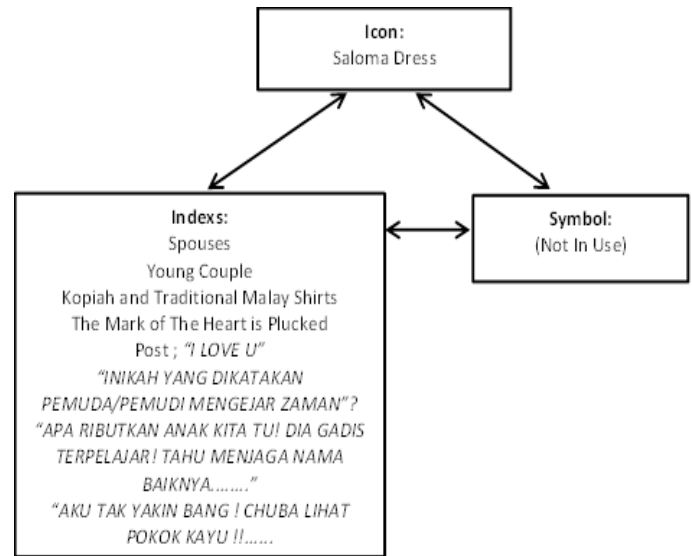 Icon:
Saloma Dress
Indexs:
Spouses
Young Couple
Kopiah and Traditional Malay Shirts
The Mark of The Heart is Plucked
Post ; “I LOVE U”
“INIKAH YANG DIKATAKAN
PEMUDA/PEMUDI MENGEJAR ZAMAN”?
“APA RIBUTKAN ANAK KITA TU! DIA GADIS
TERPELAJAR! TAHU MENJAGA NAMA
BAIKNYA........”
“AKU TAK YAKIN BANG ! CHUBA LIHAT
POKOK KAYU !!......
Symbol:
(Not In Use)